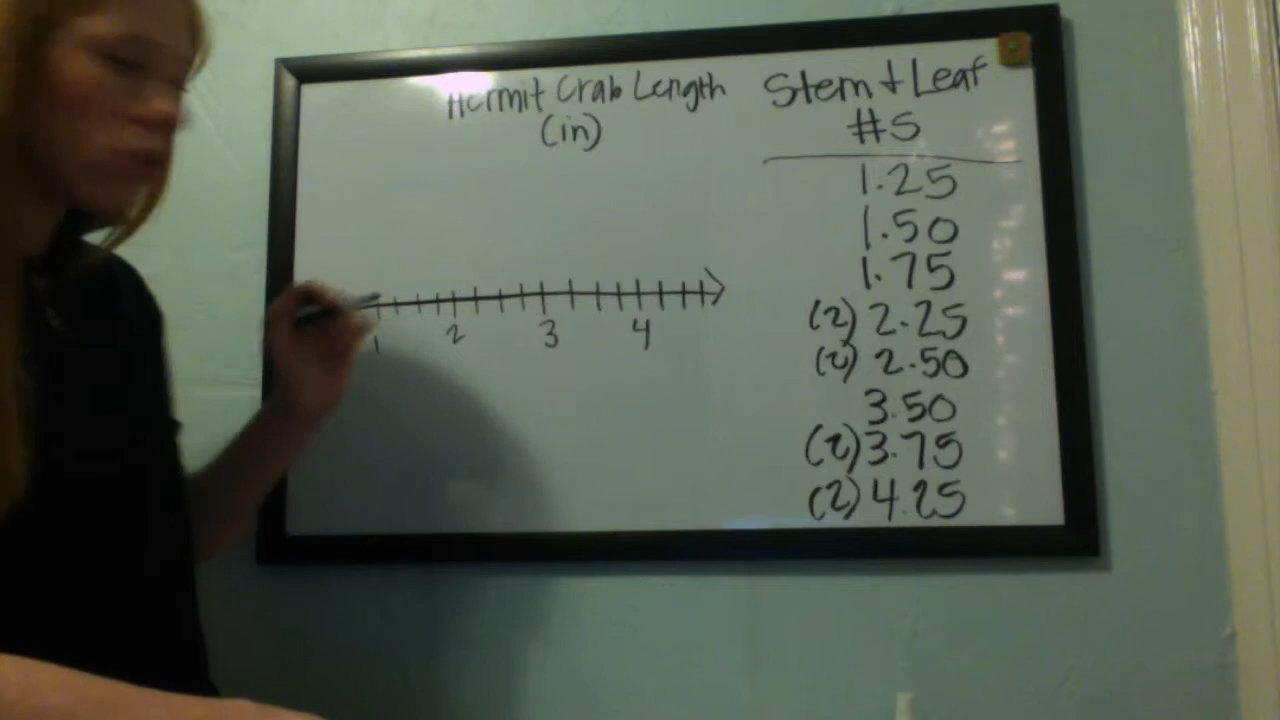 Hermit Crab Length
(in)
1 2 3 4
Stem + Leaf
#S
1.25
1.50
1.75
(2) 2.25
(2) 2.50
3.50
(2) 3.75
(2) 4.25